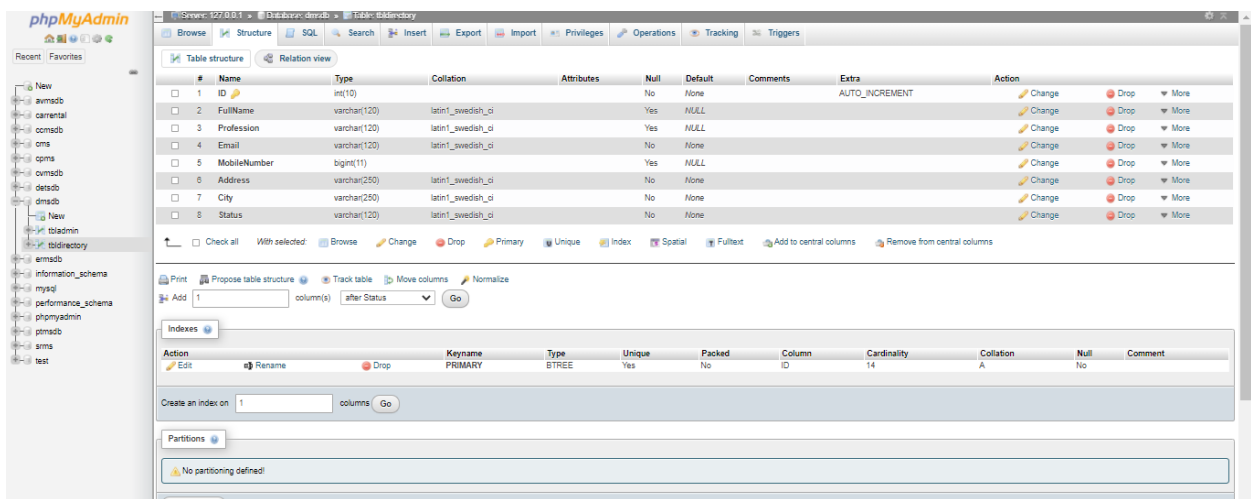 phpMyAdmin
Recent Favorites
New
avmsdb
carrental
ccmsdb
cms
cpms
cvmsdb
detsdb
dmsdb
New
tbladmin
tbldirectory
ermsdb
information_schema
mysql
performance_schema
phpmyadmin
ptmsdb
srms
test
Server: 127.0.0.1 » Database: dmsdb » Table: tbldirectory
Browse Structure SQL Search Insert Export Import Privileges Operations Tracking Triggers
Table structure Relation view
# Name Type Collation Attributes Null Default Comments Extra Action
1 ID int(10) No None AUTO_INCREMENT Change Drop More
2 FullName varchar(120) latin1_swedish_ci Yes NULL Change Drop More
3 Profession varchar(120) latin1_swedish_ci Yes NULL Change Drop More
4 Email varchar(120) latin1_swedish_ci No None Change Drop More
5 MobileNumber bigint(11) Yes NULL Change Drop More
6 Address varchar(250) latin1_swedish_ci No None Change Drop More
7 City varchar(250) latin1_swedish_ci No None Change Drop More
8 Status varchar(120) latin1_swedish_ci No None Change Drop More
Check all With selected: Browse Change Drop Primary Unique Index Spatial Fulltext Add to central columns Remove from central columns
Print Propose table structure Track table Move columns Normalize
Add 1 column(s) after Status Go
Indexes
Action Keyname Type Unique Packed Column Cardinality Collation Null Comment
Edit Rename Drop PRIMARY BTREE Yes No ID 14 A No
Create an index on 1 columns Go
Partitions
No partitioning defined!